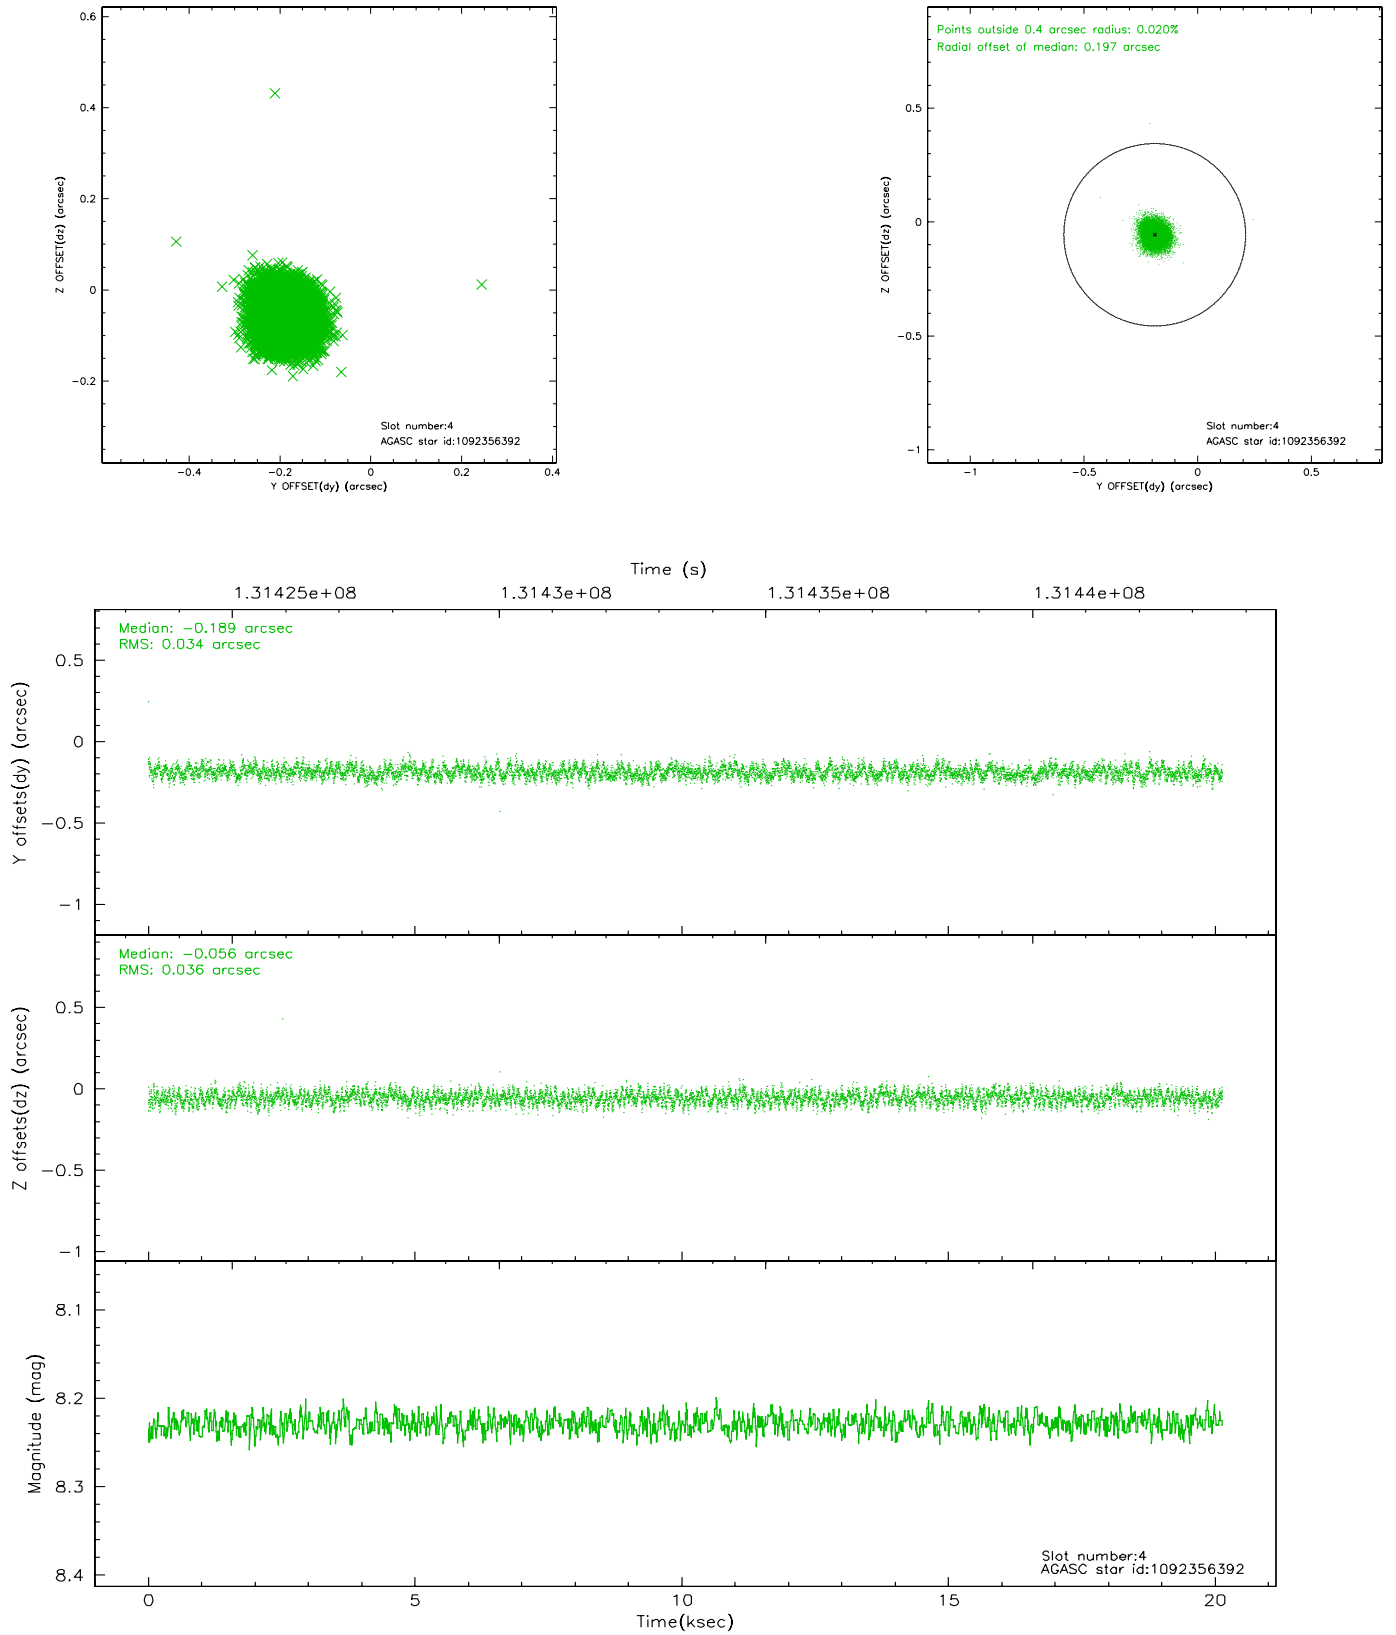 0.6
0.4
0.2
0
−0.2
Z OFFSET(dz) (arcsec)
Slot number:4
AGASC star id:1092356392
−0.4 −0.2 0 0.2 0.4
Y OFFSET(dy) (arcsec)
Points outside 0.4 arcsec radius: 0.020%
Radial offset of median: 0.197 arcsec
0.5
0
−0.5
−1
Z OFFSET(dz) (arcsec)
Slot number:4
AGASC star id:1092356392
−1 −0.5 0 0.5
Y OFFSET(dy) (arcsec)
Time (s)
1.31425e+08 1.3143e+08 1.31435e+08 1.3144e+08
Median: −0.189 arcsec
RMS: 0.034 arcsec
0.5
0
−0.5
−1
Y offsets(dy) (arcsec)
Median: −0.056 arcsec
RMS: 0.036 arcsec
0.5
0
−0.5
−1
Z offsets(dz) (arcsec)
8.1
8.2
8.3
8.4
Magnitude (mag)
Slot number:4
AGASC star id:1092356392
0 5 10 15 20
Time(ksec)